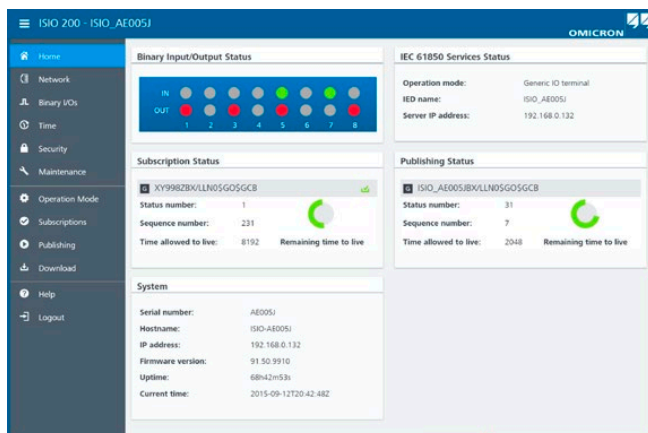 ISIO 200 - ISIO_AE005J
OMICRON
Home
Network
Binary I/Os
Time
Security
Maintenance
Operation Mode
Subscriptions
Publishing
Download
Help
Logout
Binary Input/Output Status
IN
OUT
1 2 3 4 5 6 7 8
IEC 61850 Services Status
Operation mode: Generic IO terminal
IED name: ISIO_AE005J
Server IP address: 192.168.0.132
Subscription Status
G XY998ZBX/LLN0$GO$GCB
Status number: 1
Sequence number: 231
Time allowed to live: 8192 Remaining time to live
Publishing Status
G ISIO_AE005JBX/LLN0$GO$GCB
Status number: 31
Sequence number: 7
Time allowed to live: 2048 Remaining time to live
System
Serial number: AE005J
Hostname: ISIO-AE005J
IP address: 192.168.0.132
Firmware version: 91.50.9910
Uptime: 68h42m53s
Current time: 2015-09-12T20:42:48Z